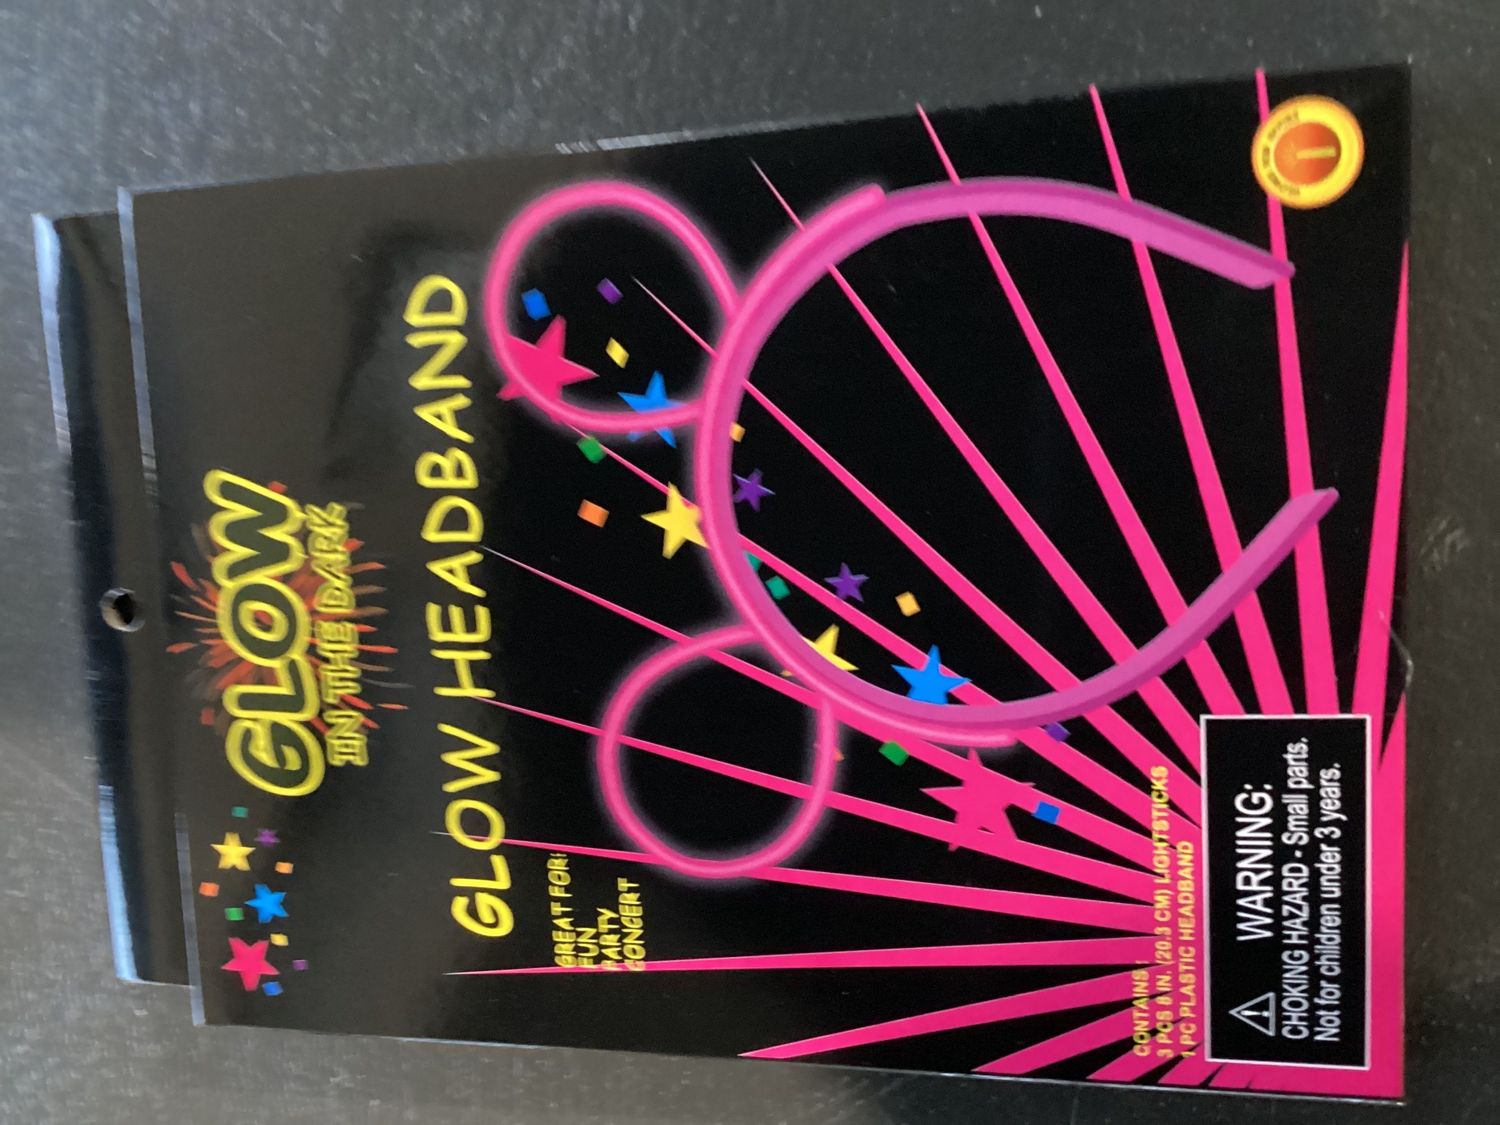 GLOW
IN THE DARK
GLOW HEADBAND
GREAT FOR:
FUN
PARTY
CONCERT
CONTAINS :
3 PCS 8 IN. (20.3 CM) LIGHTSTICKS
1 PC PLASTIC HEADBAND
WARNING:
CHOKING HAZARD - Small parts.
Not for children under 3 years.